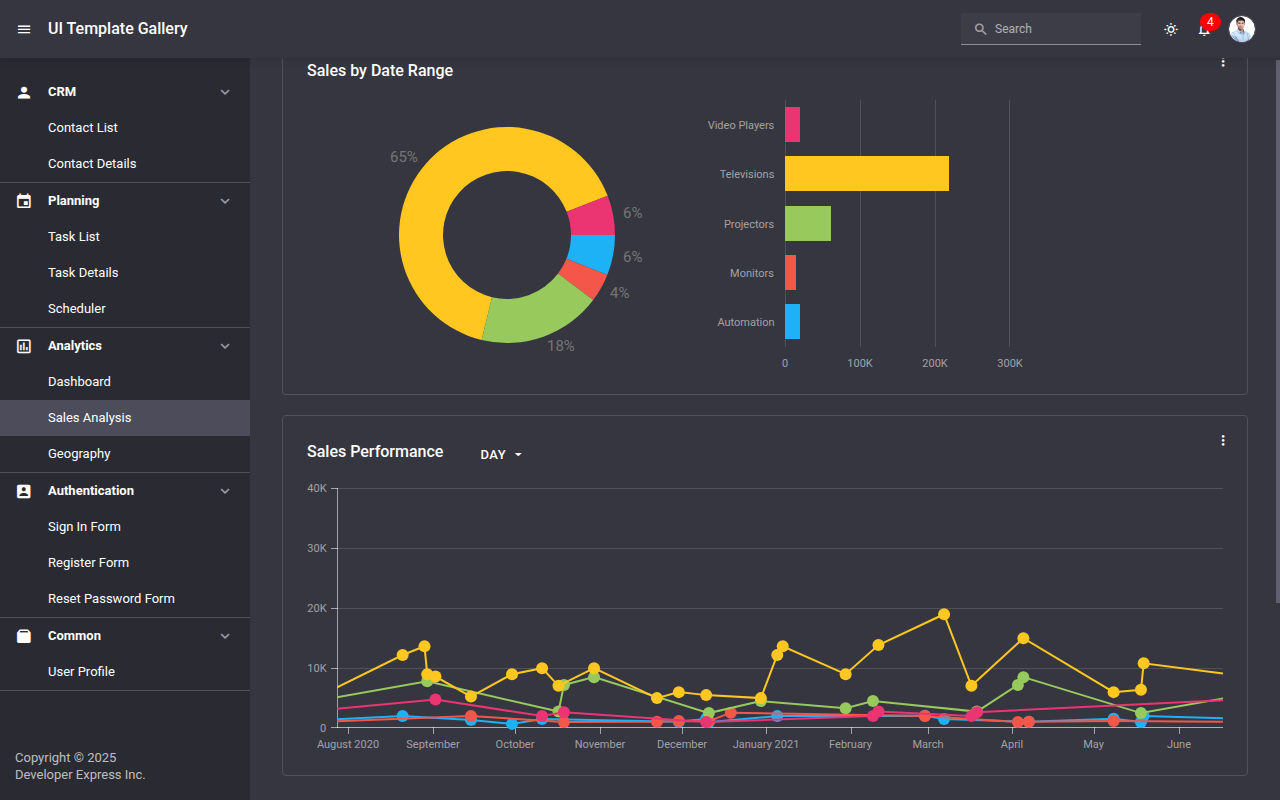 UI Template Gallery
Search
4
CRM
Contact List
Contact Details
Planning
Task List
Task Details
Scheduler
Analytics
Dashboard
Sales Analysis
Geography
Authentication
Sign In Form
Register Form
Reset Password Form
Common
User Profile
Copyright © 2025
Developer Express Inc.
Sales by Date Range
65%
6%
6%
4%
18%
Video Players
Televisions
Projectors
Monitors
Automation
0 100K 200K 300K
Sales Performance
DAY
40K
30K
20K
10K
0
August 2020 September October November December January 2021 February March April May June